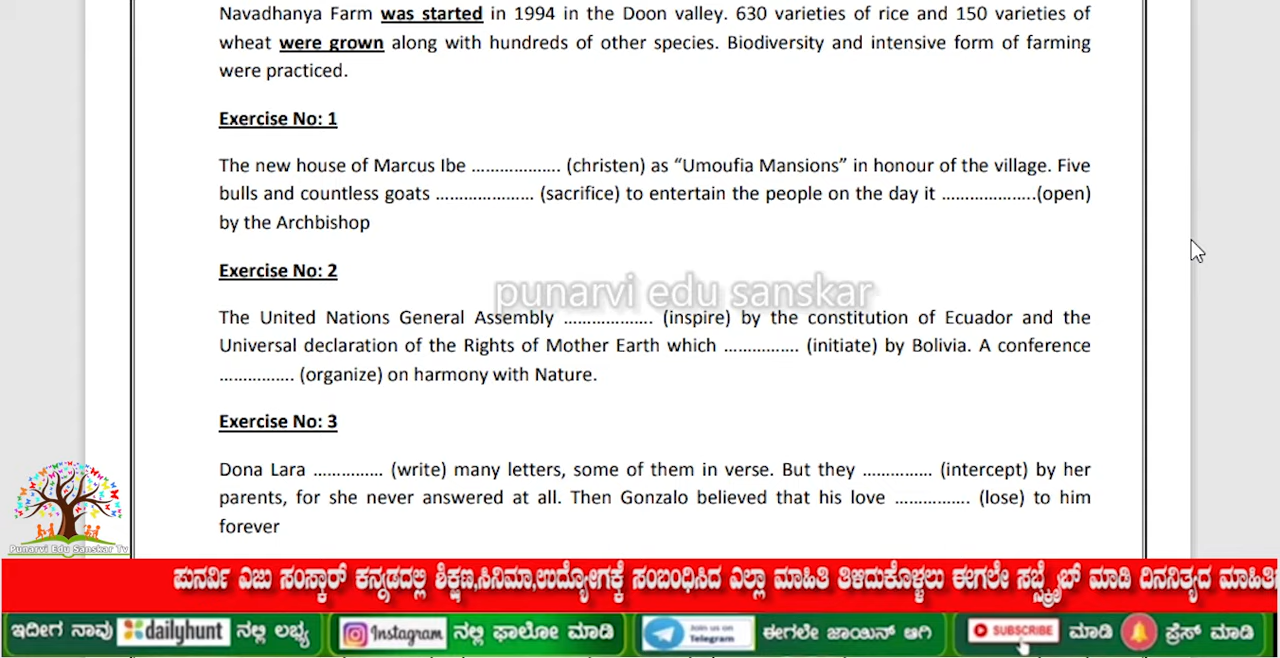 Navadhanya Farm was started in 1994 in the Doon valley. 630 varieties of rice and 150 varieties of
wheat were grown along with hundreds of other species. Biodiversity and intensive form of farming
were practiced.
Exercise No: 1
The new house of Marcus Ibe ................... (christen) as “Umoufia Mansions” in honour of the village. Five
bulls and countless goats ..................... (sacrifice) to entertain the people on the day it ....................(open)
by the Archbishop
Exercise No: 2
punarvi edu sanskar
The United Nations General Assembly ................... (inspire) by the constitution of Ecuador and the
Universal declaration of the Rights of Mother Earth which ................ (initiate) by Bolivia. A conference
................ (organize) on harmony with Nature.
Exercise No: 3
Dona Lara ............... (write) many letters, some of them in verse. But they ............... (intercept) by her
parents, for she never answered at all. Then Gonzalo believed that his love ................ (lose) to him
forever
Punarvi Edu Sanskar Tv
ಪುನರ್ವಿ ಎಜು ಸಂಸ್ಕಾರ್ ಕನ್ನಡದಲ್ಲಿ ಶಿಕ್ಷಣ,ಸಿನಿಮಾ,ಉದ್ಯೋಗಕ್ಕೆ ಸಂಬಂಧಿಸಿದ ಎಲ್ಲಾ ಮಾಹಿತಿ ತಿಳಿದುಕೊಳ್ಳಲು ಈಗಲೇ ಸಬ್ಸ್ಕ್ರೈಬ್ ಮಾಡಿ ದಿನನಿತ್ಯದ
ಇದೀಗ ನಾವು dailyhunt ನಲ್ಲಿ ಲಭ್ಯ Instagram ನಲ್ಲಿ ಫಾಲೋ ಮಾಡಿ Join us on Telegram ಈಗಲೇ ಜಾಯಿನ್ ಆಗಿ SUBSCRIBE ಮಾಡಿ ಪ್ರೆಸ್ ಮಾಡಿ